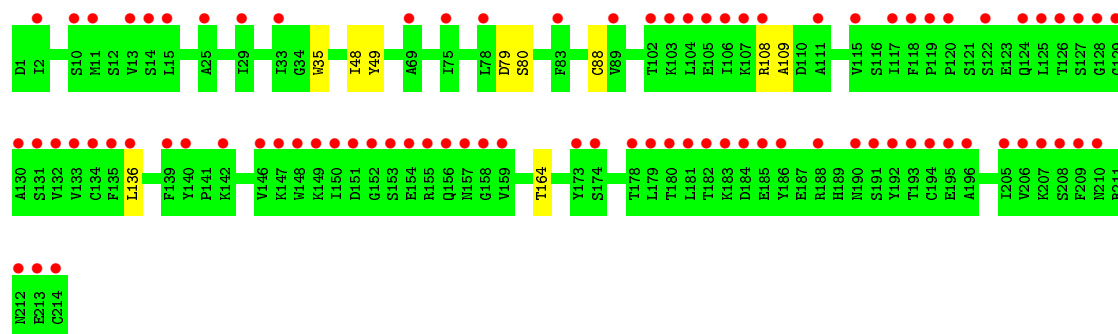 D1 I2 S10 M11 S12 V13 S14 L15 A25 I29 I33 G34 W35 I48 Y49 A69 I75 L78 D79 S80 F83 C88 V89 T102 K103 L104 E105 I106 K107 R108 A109 D110 A111 V115 S116 I117 F118 P119 P120 S121 S122 E123 Q124 L125 T126 S127 G128 G129
A130 S131 V132 V133 C134 F135 L136 F139 Y140 P141 K142 V146 K147 W148 K149 I150 D151 G152 S153 E154 R155 Q156 N157 G158 V159 T164 Y173 S174 T178 L179 T180 L181 T182 K183 D184 E185 Y186 E187 R188 H189 N190 S191 Y192 T193 C194 E195 A196 I205 V206 K207 S208 F209 N210 R211
N212 E213 C214